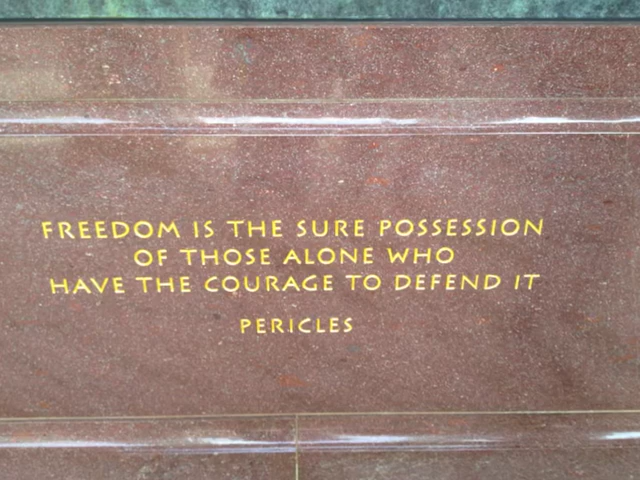 FREEDOM IS THE SURE POSSESSION
OF THOSE ALONE WHO
HAVE THE COURAGE TO DEFEND IT
PERICLES